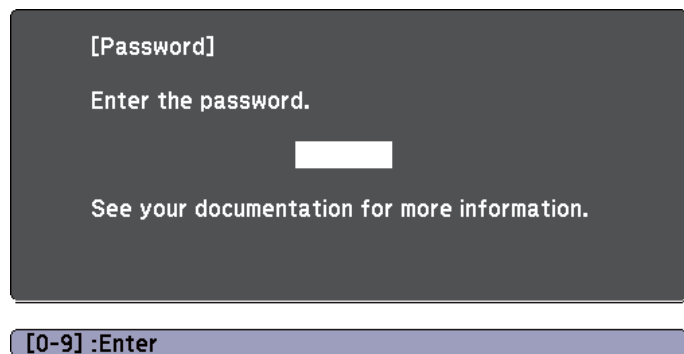 [Password]
Enter the password.
See your documentation for more information.
[0-9] :Enter